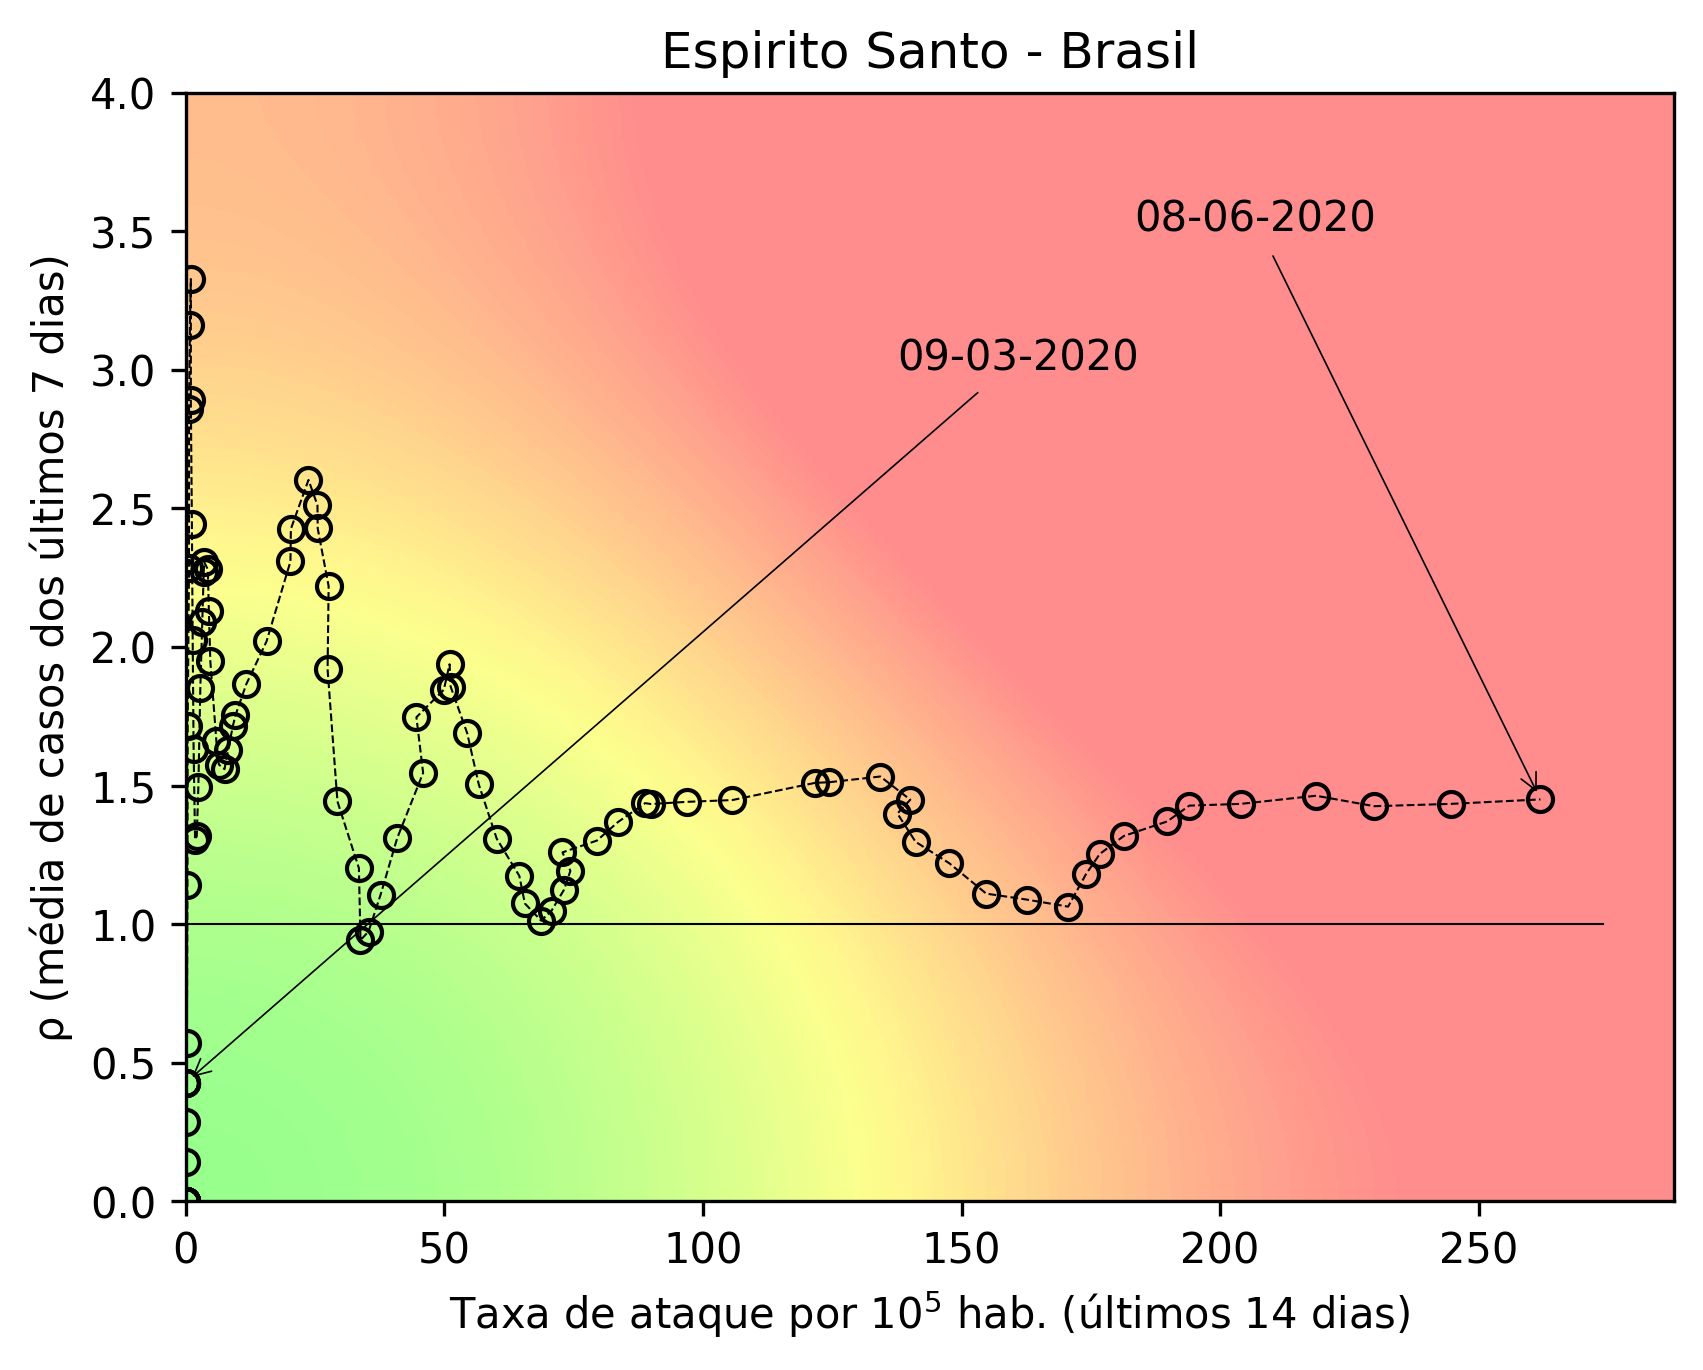 Espirito Santo - Brasil
4.0
3.5
3.0
2.5
2.0
1.5
1.0
0.5
0.0
ρ (média de casos dos últimos 7 dias)
08-06-2020
09-03-2020
0 50 100 150 200 250
Taxa de ataque por 10⁵ hab. (últimos 14 dias)